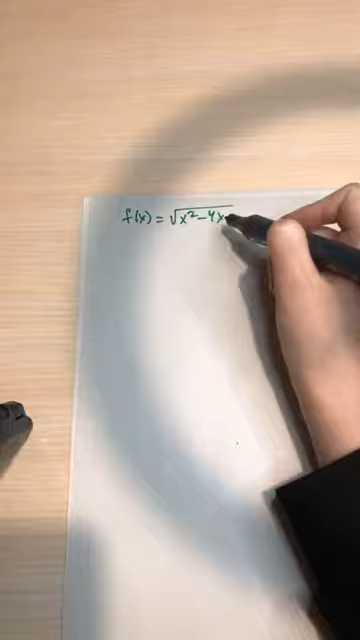 f(x) = √x²-4x